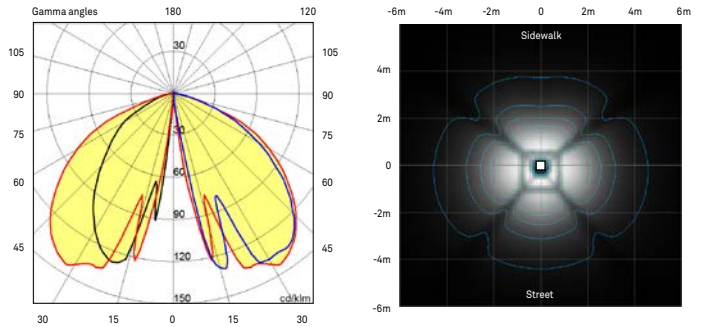 Gamma angles 180 120
-6m -4m -2m 0 2m 4m 6m
30
Sidewalk
105 105
4m
90 90
2m
75 30 75
0
60 60 60
-2m
90
45 45
120
-4m
150 cd/klm
Street
-6m
30 15 0 15 30